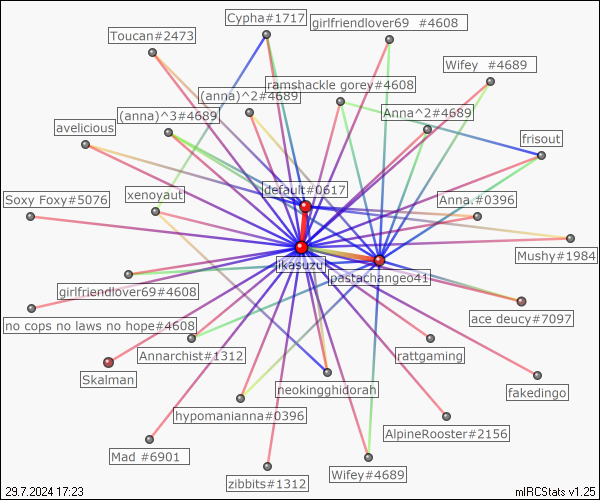 Cypha#1717
girlfriendlover69 #4608
Toucan#2473
Wifey #4689
ramshackle gorey#4608
(anna)^2#4689
(anna)^3#4689
Anna^2#4689
avelicious
frisout
default#0617
xenoyaut
Soxy Foxy#5076
Anna.#0396
Mushy#1984
jkasuzu
pastachangeo41
girlfriendlover69#4608
no cops no laws no hope#4608
ace deucy#7097
Annarchist#1312
rattgaming
Skalman
neokingghidorah
fakedingo
hypomanianna#0396
AlpineRooster#2156
Mad #6901
zibbits#1312
Wifey#4689
29.7.2024 17:23
mIRCStats v1.25